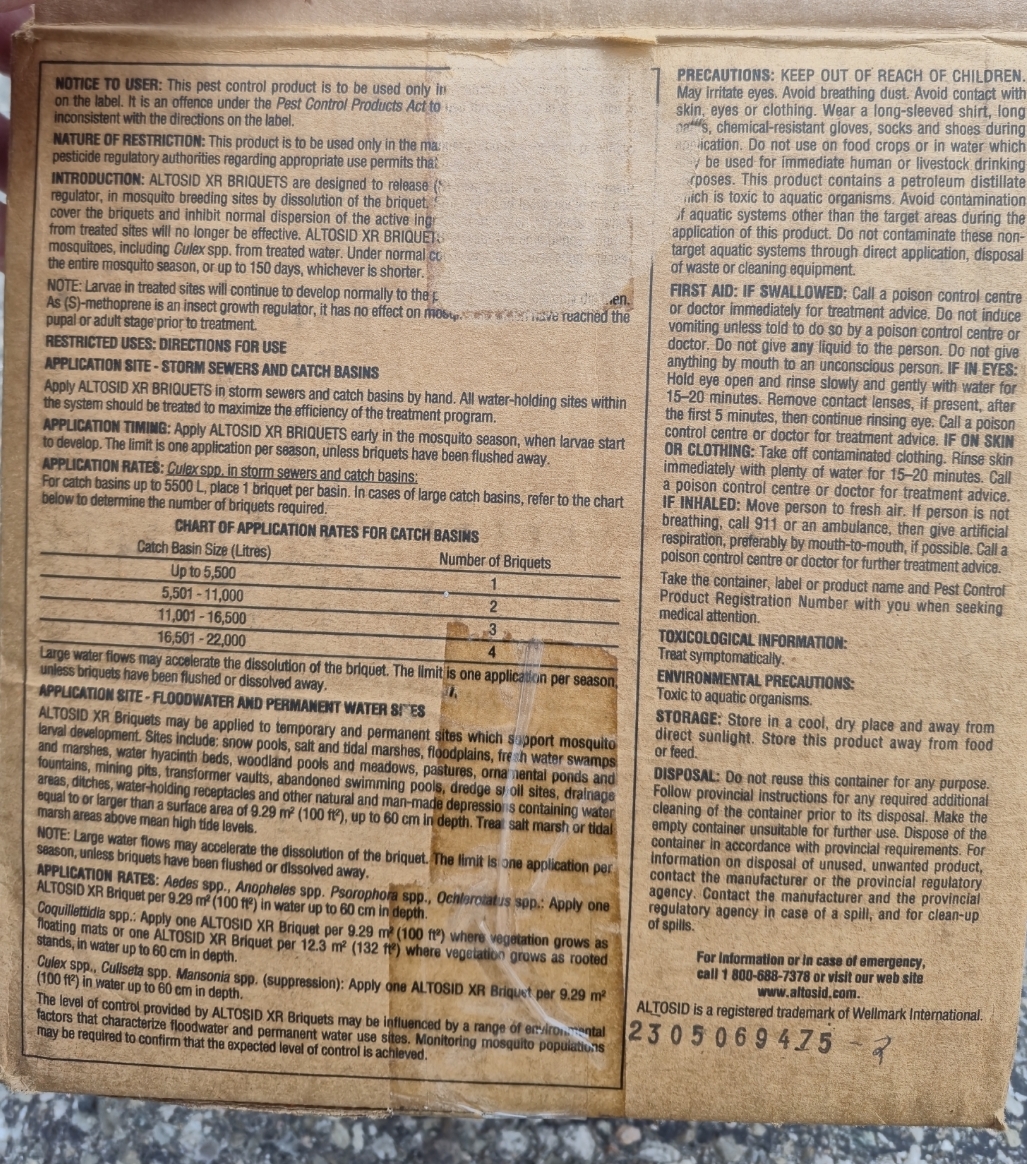 NOTICE TO USER: This pest control product is to be used only in
on the label. It is an offence under the Pest Control Products Act to
inconsistent with the directions on the label.
NATURE OF RESTRICTION: This product is to be used only in the
pesticide regulatory authorities regarding appropriate use permits
INTRODUCTION: ALTOSID XR BRIQUETS are designed to release
regulator, in mosquito breeding sites by dissolution of the briquet.
cover the briquets and inhibit normal dispersion of the active
from treated sites will no longer be effective. ALTOSID XR BRIQUETS
mosquitoes, including Culex spp. from treated water. Under normal
the entire mosquito season, or up to 150 days, whichever is shorter.
NOTE: Larvae in treated sites will continue to develop normally to the
As (S)-methoprene is an insect growth regulator, it has no effect on have reached the
pupal or adult stage prior to treatment.
RESTRICTED USES: DIRECTIONS FOR USE
APPLICATION SITE - STORM SEWERS AND CATCH BASINS
Apply ALTOSID XR BRIQUETS in storm sewers and catch basins by hand. All water-holding sites within
the system should be treated to maximize the efficiency of the treatment program.
APPLICATION TIMING: Apply ALTOSID XR BRIQUETS early in the mosquito season, when larvae start
to develop. The limit is one application per season, unless briquets have been flushed away.
APPLICATION RATES: Culex spp. in storm sewers and catch basins:
For catch basins up to 5500 L, place 1 briquet per basin. In cases of large catch basins, refer to the chart
below to determine the number of briquets required.
CHART OF APPLICATION RATES FOR CATCH BASINS
Catch Basin Size (Litres) Number of Briquets
Up to 5,500 1
5,501 - 11,000 2
11,001 - 16,500 3
16,501 - 22,000 4
Large water flows may accelerate the dissolution of the briquet. The limit is one application per season,
unless briquets have been flushed or dissolved away.
APPLICATION SITE - FLOODWATER AND PERMANENT WATER SITES
ALTOSID XR Briquets may be applied to temporary and permanent sites which support mosquito
larval development. Sites include: snow pools, salt and tidal marshes, floodplains, fresh water swamps
and marshes, water hyacinth beds, woodland pools and meadows, pastures, ornamental ponds and
fountains, mining pits, transformer vaults, abandoned swimming pools, dredge spoil sites, drainage
areas, ditches, water-holding receptacles and other natural and man-made depressions containing water
equal to or larger than a surface area of 9.29 m² (100 ft²), up to 60 cm in depth. Treat salt marsh or tidal
marsh areas above mean high tide levels.
NOTE: Large water flows may accelerate the dissolution of the briquet. The limit is one application per
season, unless briquets have been flushed or dissolved away.
APPLICATION RATES: Aedes spp., Anopheles spp. Psorophora spp., Ochlerotatus spp.: Apply one
ALTOSID XR Briquet per 9.29 m² (100 ft²) in water up to 60 cm in depth.
Coquillettidia spp.: Apply one ALTOSID XR Briquet per 9.29 m² (100 ft²) where vegetation grows as
floating mats or one ALTOSID XR Briquet per 12.3 m² (132 ft²) where vegetation grows as rooted
stands, in water up to 60 cm in depth.
Culex spp., Culiseta spp. Mansonia spp. (suppression): Apply one ALTOSID XR Briquet per 9.29 m²
(100 ft²) in water up to 60 cm in depth.
The level of control provided by ALTOSID XR Briquets may be influenced by a range of environmental
factors that characterize floodwater and permanent water use sites. Monitoring mosquito populations
may be required to confirm that the expected level of control is achieved.
PRECAUTIONS: KEEP OUT OF REACH OF CHILDREN.
May irritate eyes. Avoid breathing dust. Avoid contact with
skin, eyes or clothing. Wear a long-sleeved shirt, long
chemical-resistant gloves, socks and shoes during
Do not use on food crops or in water which
be used for immediate human or livestock drinking
This product contains a petroleum distillate
is toxic to aquatic organisms. Avoid contamination
of aquatic systems other than the target areas during the
application of this product. Do not contaminate these non-
target aquatic systems through direct application, disposal
of waste or cleaning equipment.
FIRST AID: IF SWALLOWED: Call a poison control centre
or doctor immediately for treatment advice. Do not induce
vomiting unless told to do so by a poison control centre or
doctor. Do not give any liquid to the person. Do not give
anything by mouth to an unconscious person. IF IN EYES:
Hold eye open and rinse slowly and gently with water for
15-20 minutes. Remove contact lenses, if present, after
the first 5 minutes, then continue rinsing eye. Call a poison
control centre or doctor for treatment advice. IF ON SKIN
OR CLOTHING: Take off contaminated clothing. Rinse skin
immediately with plenty of water for 15-20 minutes. Call
a poison control centre or doctor for treatment advice.
IF INHALED: Move person to fresh air. If person is not
breathing, call 911 or an ambulance, then give artificial
respiration, preferably by mouth-to-mouth, if possible. Call a
poison control centre or doctor for further treatment advice.
Take the container, label or product name and Pest Control
Product Registration Number with you when seeking
medical attention.
TOXICOLOGICAL INFORMATION:
Treat symptomatically.
ENVIRONMENTAL PRECAUTIONS:
Toxic to aquatic organisms.
STORAGE: Store in a cool, dry place and away from
direct sunlight. Store this product away from food
or feed.
DISPOSAL: Do not reuse this container for any purpose.
Follow provincial instructions for any required additional
cleaning of the container prior to its disposal. Make the
empty container unsuitable for further use. Dispose of the
container in accordance with provincial requirements. For
information on disposal of unused, unwanted product,
contact the manufacturer or the provincial regulatory
agency. Contact the manufacturer and the provincial
regulatory agency in case of a spill, and for clean-up
of spills.
For information or in case of emergency,
call 1 800-688-7378 or visit our web site
www.altosid.com.
ALTOSID is a registered trademark of Wellmark International.
2305069475 - 2